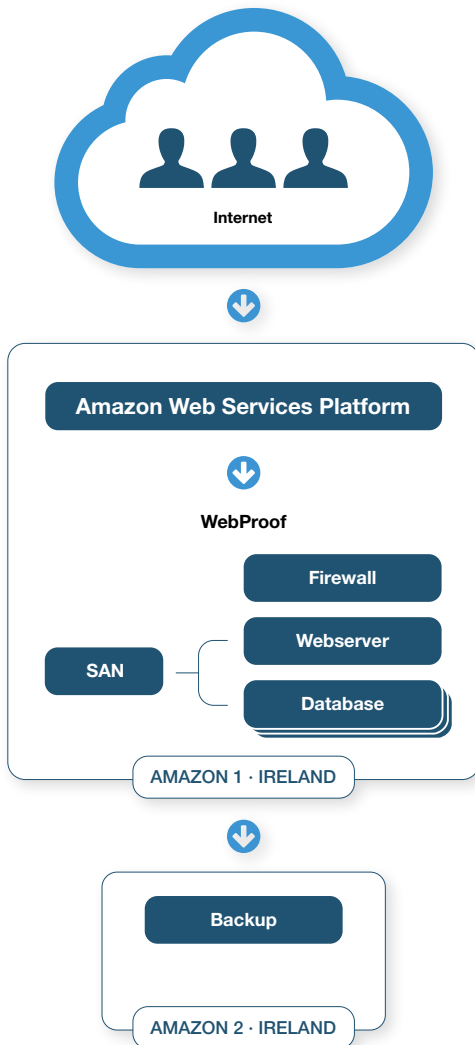 Internet
Amazon Web Services Platform
WebProof
Firewall
Webserver
SAN
Database
AMAZON 1 · IRELAND
Backup
AMAZON 2 · IRELAND